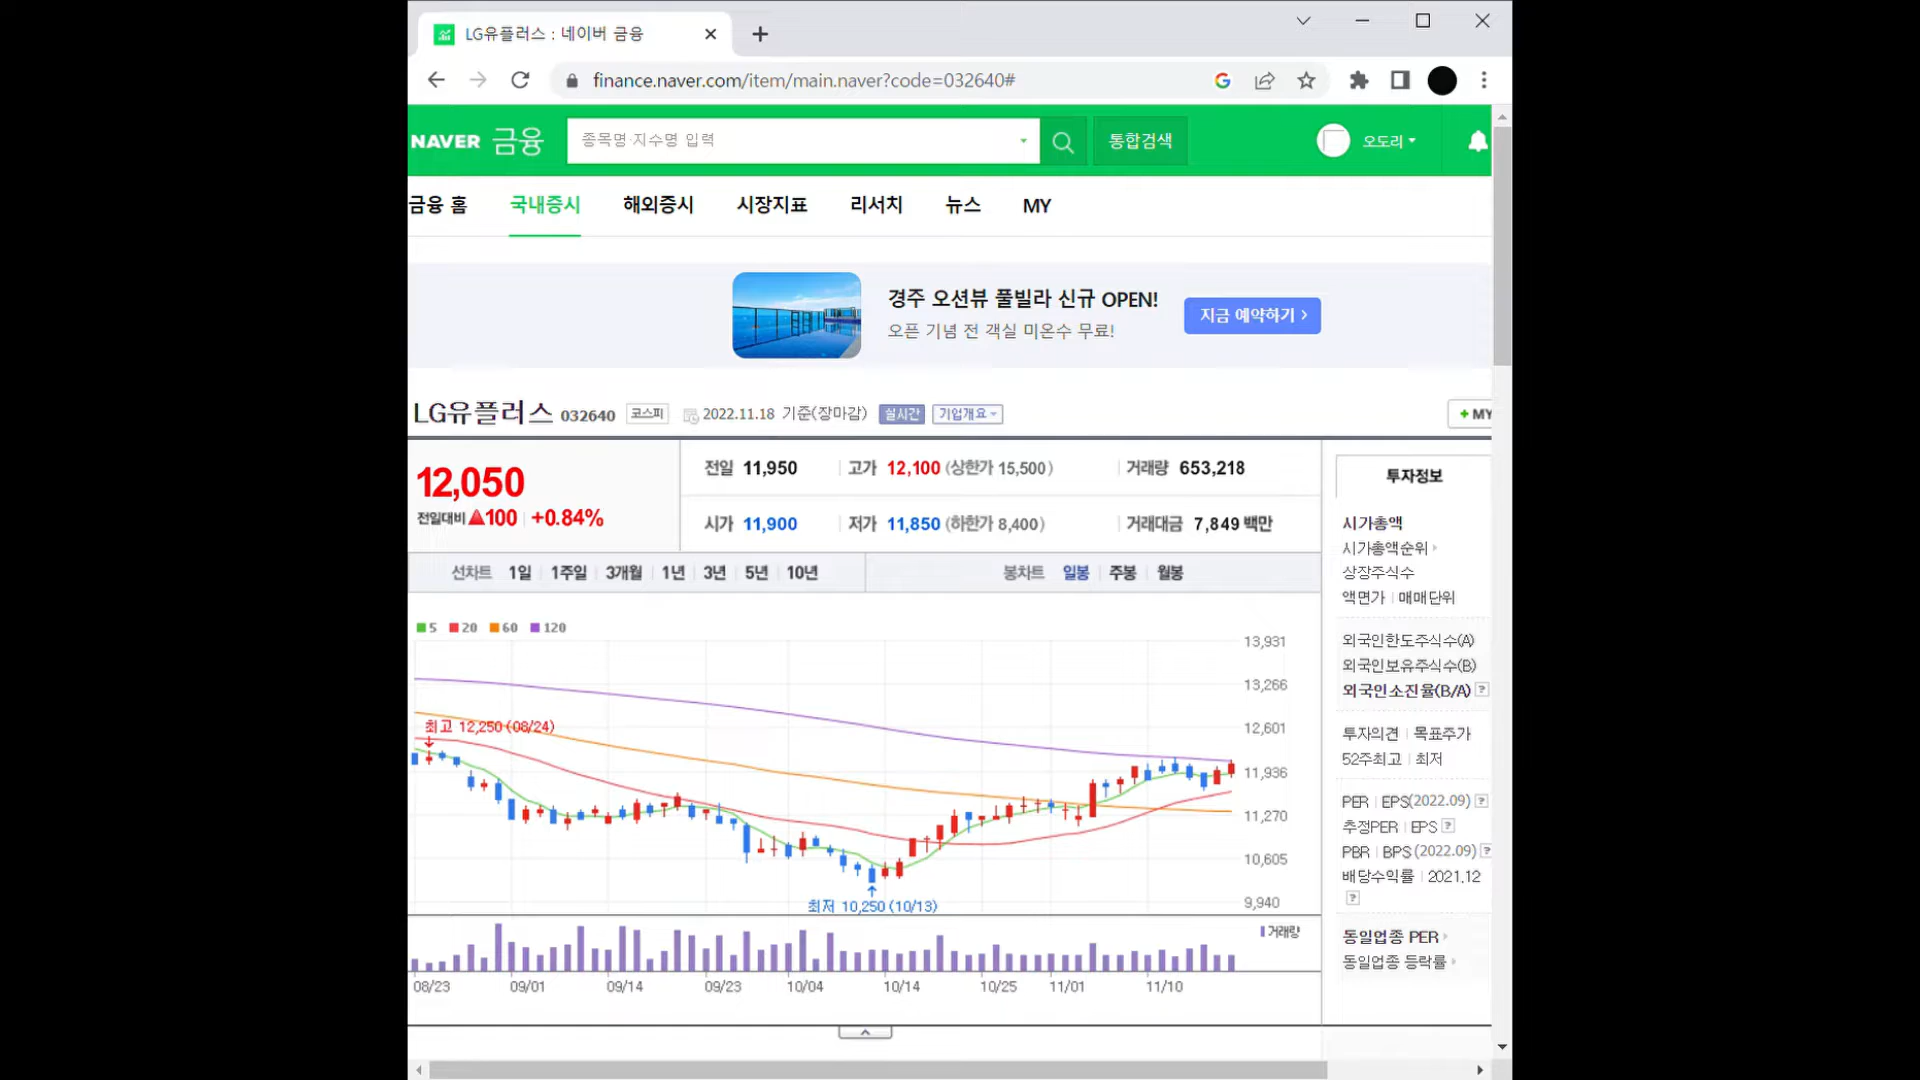 LG유플러스 : 네이버 금융
finance.naver.com/item/main.naver?code=032640#
NAVER 금융
종목명·지수명 입력
통합검색
오도리
금융 홈 국내증시 해외증시 시장지표 리서치 뉴스 MY
경주 오션뷰 풀빌라 신규 OPEN!
오픈 기념 전 객실 미온수 무료!
지금 예약하기 >
LG유플러스 032640 코스피 2022.11.18 기준(장마감) 실시간 기업개요
+ MY
12,050
전일대비 ▲100 +0.84%
전일 11,950 고가 12,100 (상한가 15,500) 거래량 653,218
시가 11,900 저가 11,850 (하한가 8,400) 거래대금 7,849 백만
선차트 1일 1주일 3개월 1년 3년 5년 10년 봉차트 일봉 주봉 월봉
5 20 60 120
최고 12,250 (08/24)
최저 10,250 (10/13)
13,931
13,266
12,601
11,936
11,270
10,605
9,940
거래량
08/23 09/01 09/14 09/23 10/04 10/14 10/25 11/01 11/10
투자정보
시가총액
시가총액순위
상장주식수
액면가 | 매매단위
외국인한도주식수(A)
외국인보유주식수(B)
외국인소진율(B/A) ?
투자의견 | 목표주가
52주최고 | 최저
PER | EPS(2022.09) ?
추정PER | EPS ?
PBR | BPS(2022.09) ?
배당수익률 | 2021.12
?
동일업종 PER
동일업종 등락률